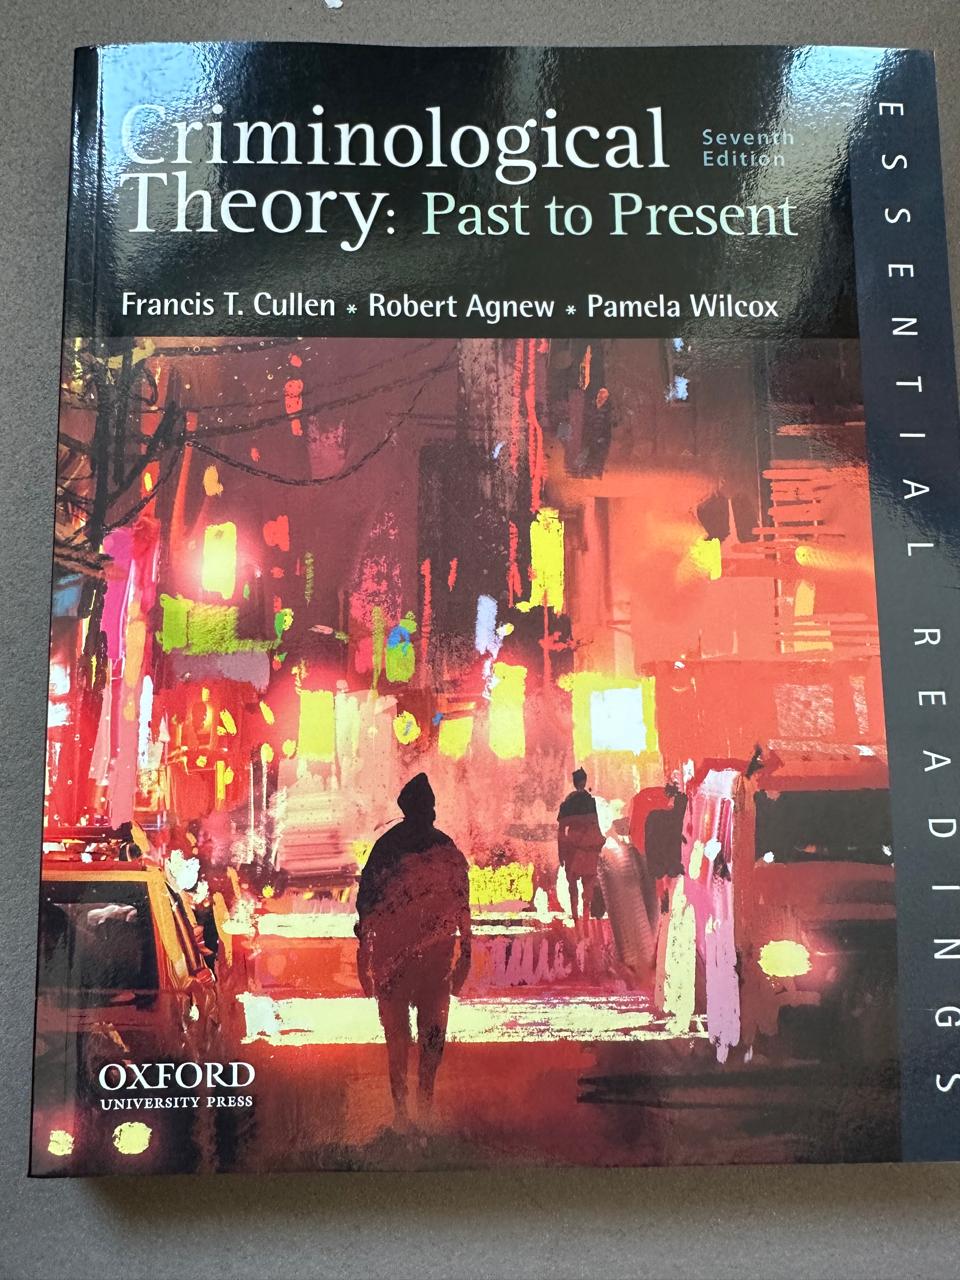 Criminological
Seventh
Edition
Theory: Past to Present
Francis T. Cullen * Robert Agnew * Pamela Wilcox
ESSENTIAL READINGS
OXFORD
UNIVERSITY PRESS